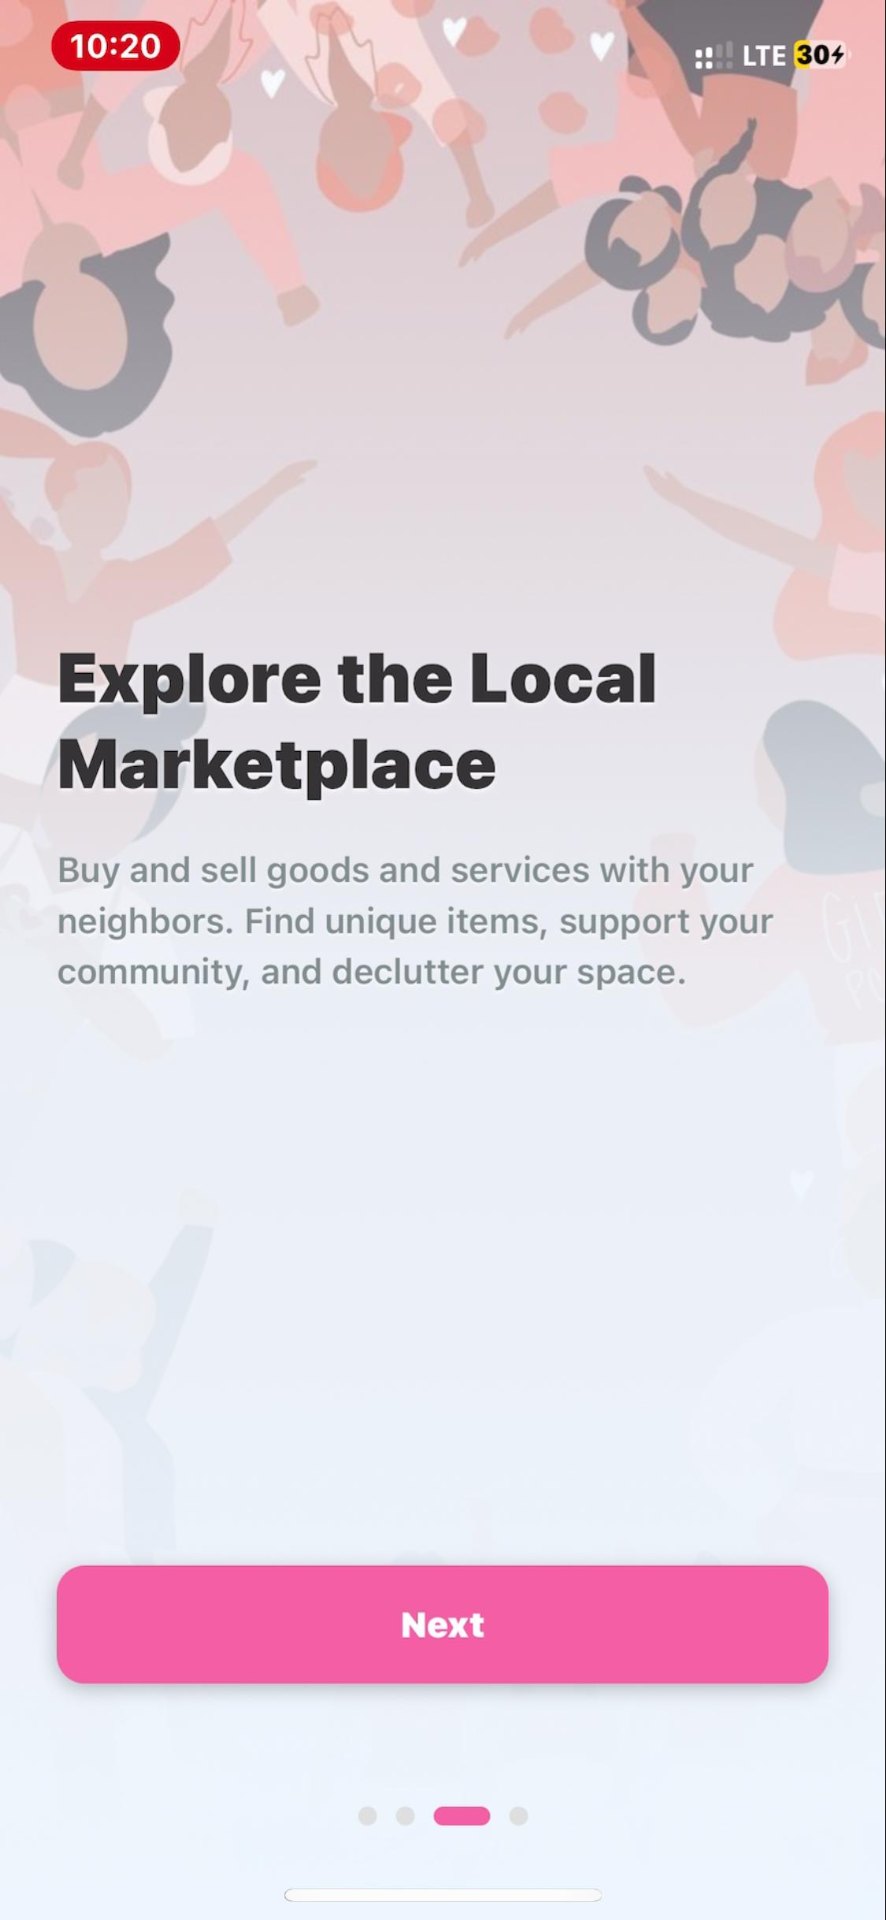 10:20
LTE 30
Explore the Local
Marketplace
Buy and sell goods and services with your
neighbors. Find unique items, support your
community, and declutter your space.
Next